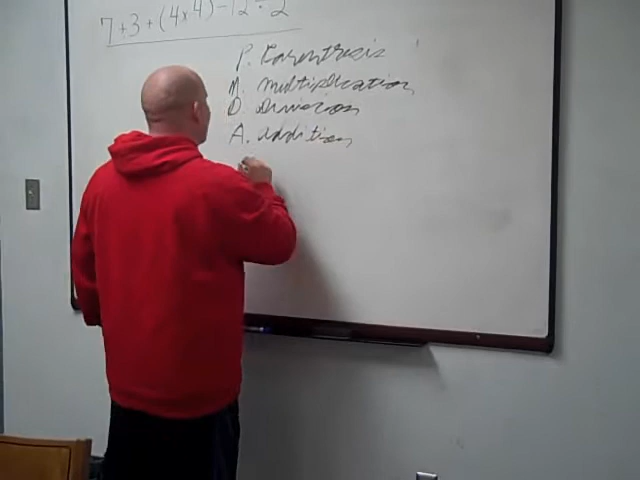 7+3+(4x4)-12÷2
P. Parenthesis
M. multiplication,
D. Division,
A. addition,